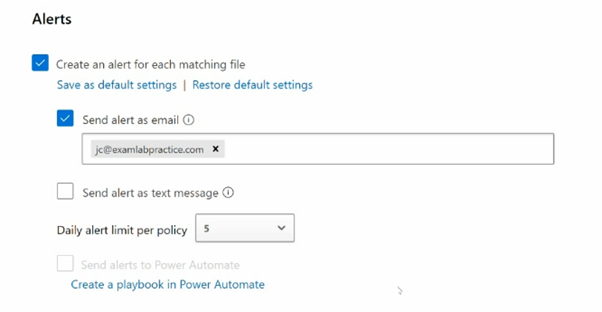 Alerts
Create an alert for each matching file
Save as default settings | Restore default settings
Send alert as email
jc@examlabpractice.com
Send alert as text message
Daily alert limit per policy 5
Send alerts to Power Automate
Create a playbook in Power Automate